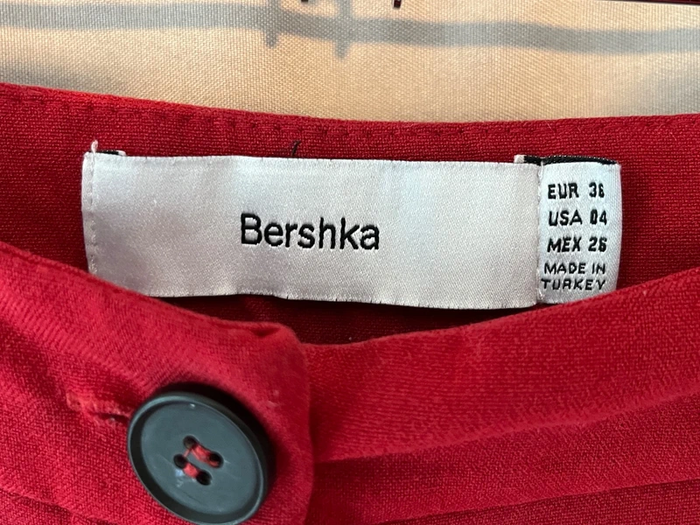 Bershka
EUR 36
USA 04
MEX 26
MADE IN
TURKEY